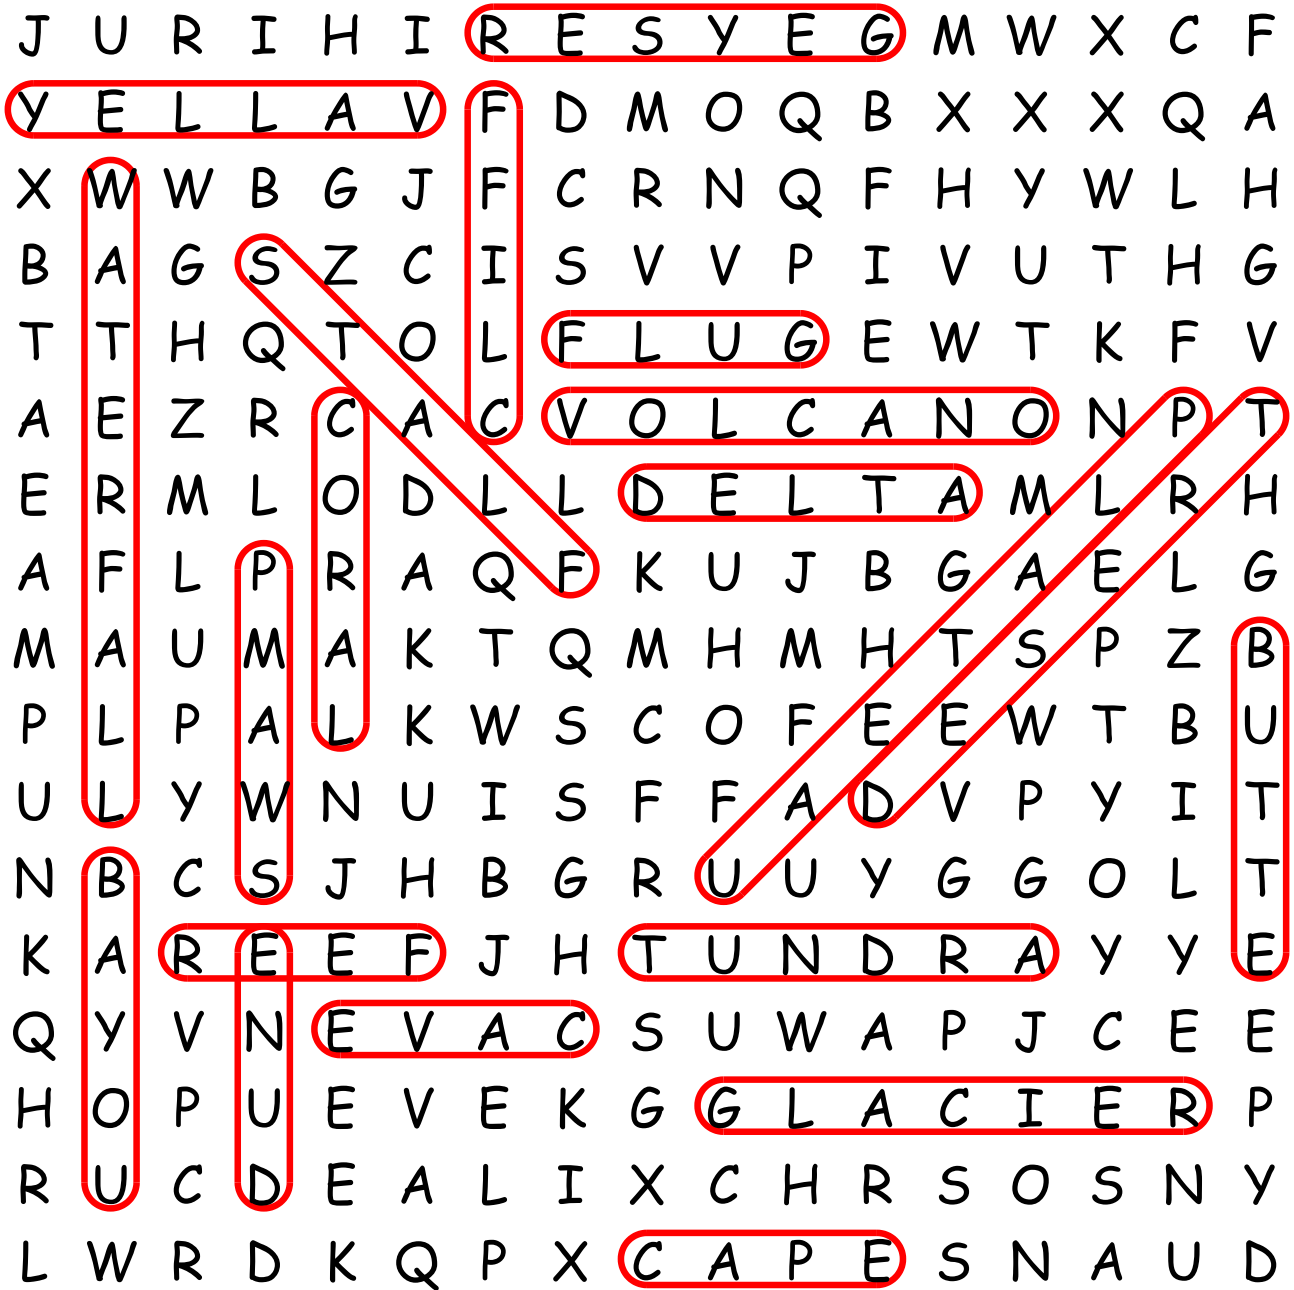 J U R I H I R E S Y E G M W X C F
Y E L L A V F D M O Q B X X X Q A
X W W B G J F C R N Q F H Y W L H
B A G S Z C I S V V P I V U T H G
T T H Q T O L F L U G E W T K F V
A E Z R C A C V O L C A N O N P T
E R M L O D L L D E L T A M L R H
A F L P R A Q F K U J B G A E L G
M A U M A K T Q M H M H T S P Z B
P L P A L K W S C O F E E W T B U
U L Y W N U I S F F A D V P Y I T
N B C S J H B G R U U Y G G O L T
K A R E E F J H T U N D R A Y Y E
Q Y V N E V A C S U W A P J C E E
H O P U E V E K G G L A C I E R P
R U C D E A L I X C H R S O S N Y
L W R D K Q P X C A P E S N A U D